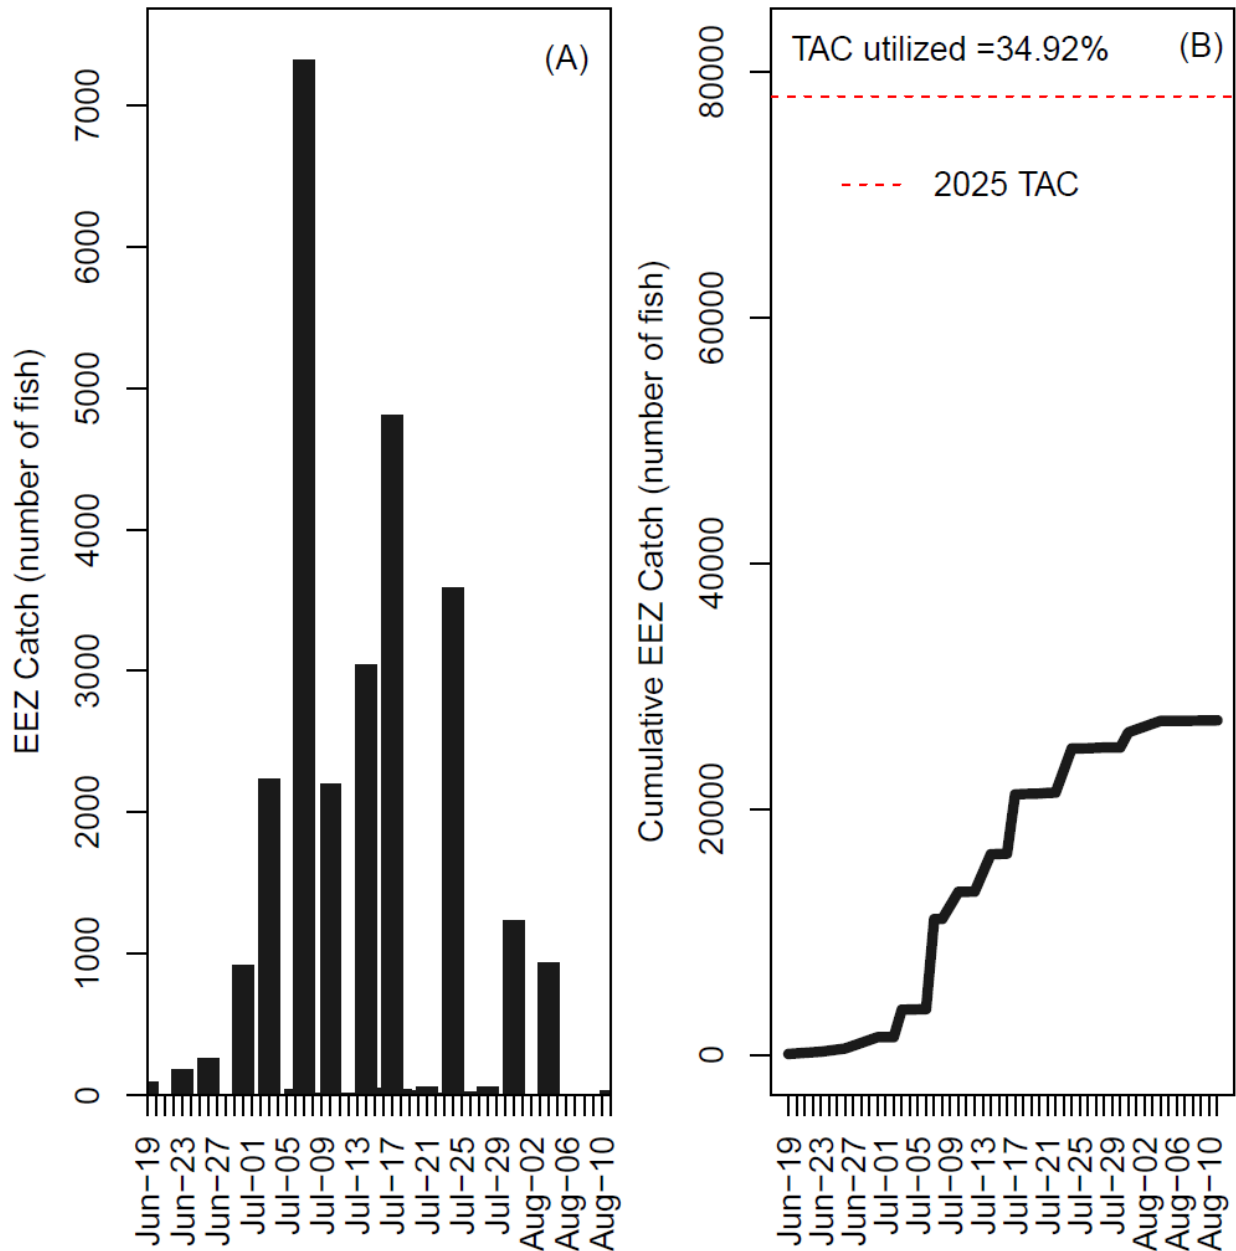 (A)
EEZ Catch (number of fish)
7000
6000
5000
4000
3000
2000
1000
0
Jun−19
Jun−23
Jun−27
Jul−01
Jul−05
Jul−09
Jul−13
Jul−17
Jul−21
Jul−25
Jul−29
Aug−02
Aug−06
Aug−10
TAC utilized =34.92%
(B)
2025 TAC
Cumulative EEZ Catch (number of fish)
80000
60000
40000
20000
0
Jun−19
Jun−23
Jun−27
Jul−01
Jul−05
Jul−09
Jul−13
Jul−17
Jul−21
Jul−25
Jul−29
Aug−02
Aug−06
Aug−10